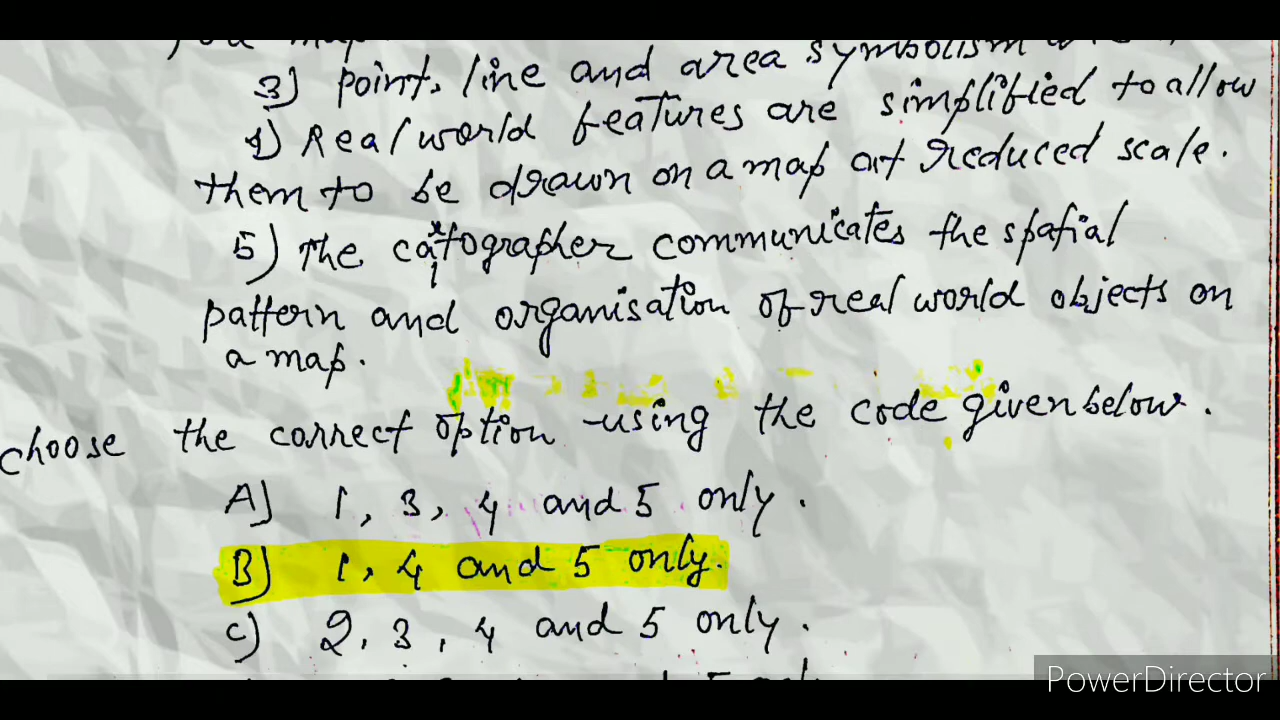 3) point, line and area symbolism
4) Real world features are simplified to allow
them to be drawn on a map at reduced scale.
5) The cartographer communicates the spatial
pattern and organisation of real world objects on
a map.
choose the correct option using the code given below.
A) 1, 3, 4 and 5 only.
B) 1, 4 and 5 only.
C) 2, 3, 4 and 5 only.
PowerDirector